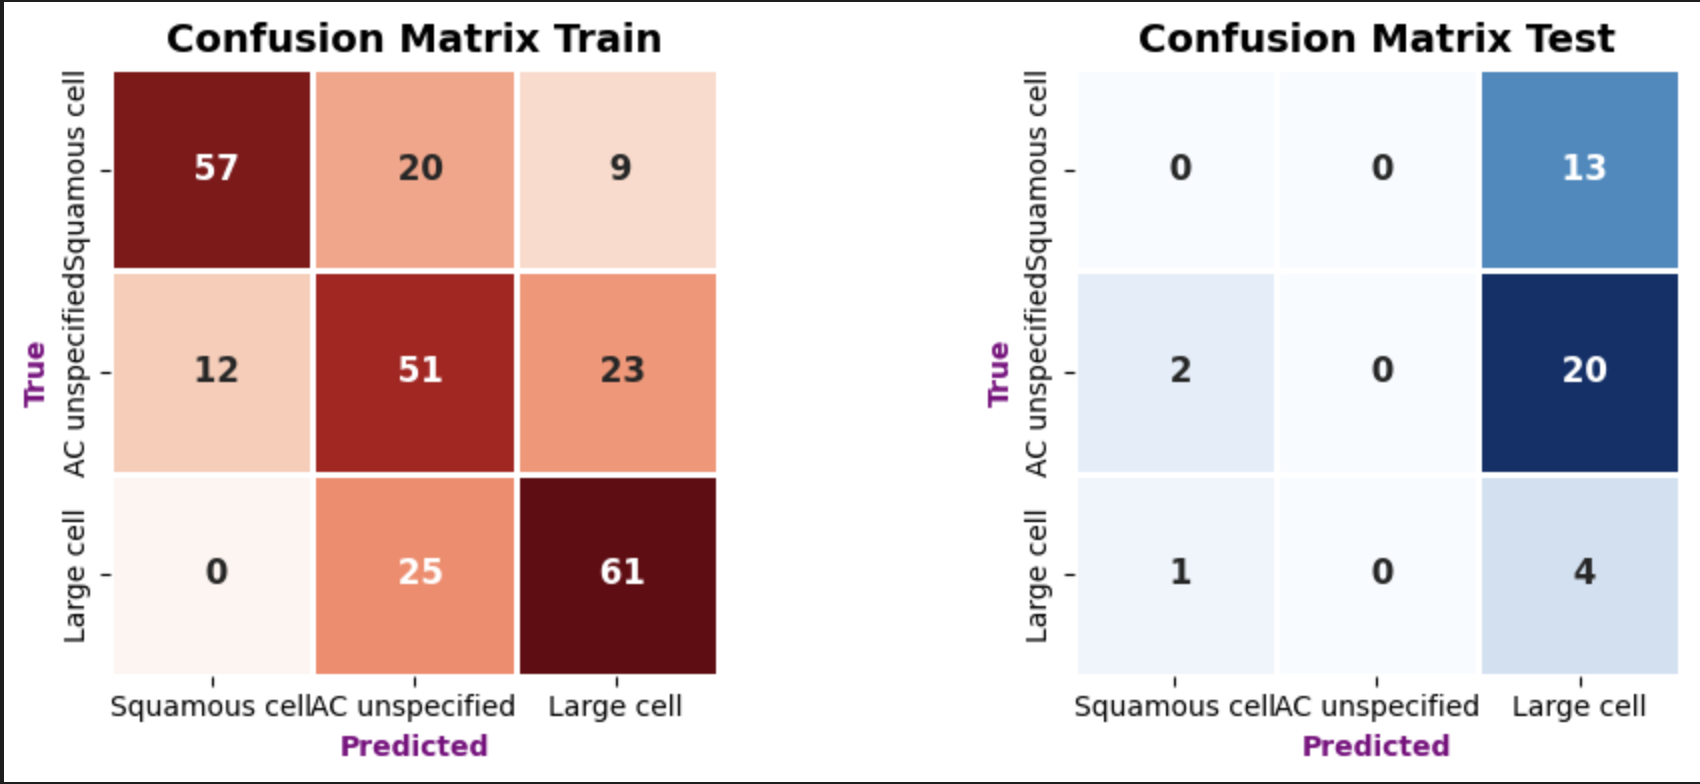 Confusion Matrix Train
True
Squamous cell
57 20 9
AC unspecified
12 51 23
Large cell
0 25 61
Squamous cell AC unspecified Large cell
Predicted
Confusion Matrix Test
True
Squamous cell
0 0 13
AC unspecified
2 0 20
Large cell
1 0 4
Squamous cell AC unspecified Large cell
Predicted